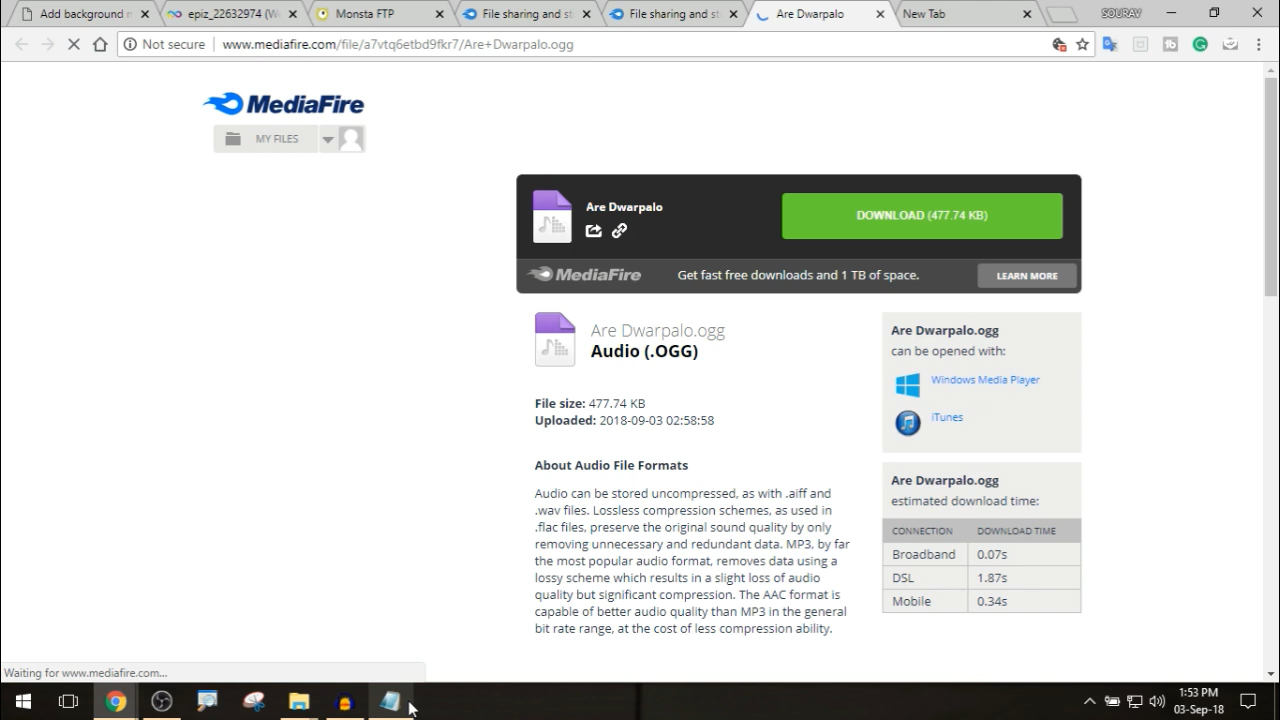 Add background m
epiz_22632974 (W
Monsta FTP
File sharing and st
File sharing and st
Are Dwarpalo
New Tab
SOURAV
Not secure
www.mediafire.com/file/a7vtq6etbd9fkr7/Are+Dwarpalo.ogg
MediaFire
MY FILES
Are Dwarpalo
DOWNLOAD (477.74 KB)
MediaFire
Get fast free downloads and 1 TB of space.
LEARN MORE
Are Dwarpalo.ogg
Audio (.OGG)
File size: 477.74 KB
Uploaded: 2018-09-03 02:58:58
About Audio File Formats
Audio can be stored uncompressed, as with .aiff and
.wav files. Lossless compression schemes, as used in
.flac files, preserve the original sound quality by only
removing unnecessary and redundant data. MP3, by far
the most popular audio format, removes data using a
lossy scheme which results in a slight loss of audio
quality but significant compression. The AAC format is
capable of better audio quality than MP3 in the general
bit rate range, at the cost of less compression ability.
Are Dwarpalo.ogg
can be opened with:
Windows Media Player
iTunes
Are Dwarpalo.ogg
estimated download time:
CONNECTION DOWNLOAD TIME
Broadband 0.07s
DSL 1.87s
Mobile 0.34s
Waiting for www.mediafire.com...
1:53 PM
03-Sep-18